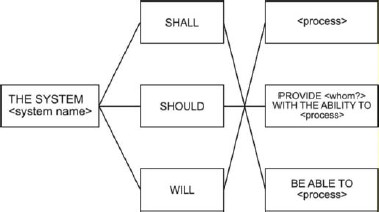 THE SYSTEM
<system name>
SHALL
SHOULD
WILL
<process>
PROVIDE <whom?>
WITH THE ABILITY TO
<process>
BE ABLE TO
<process>